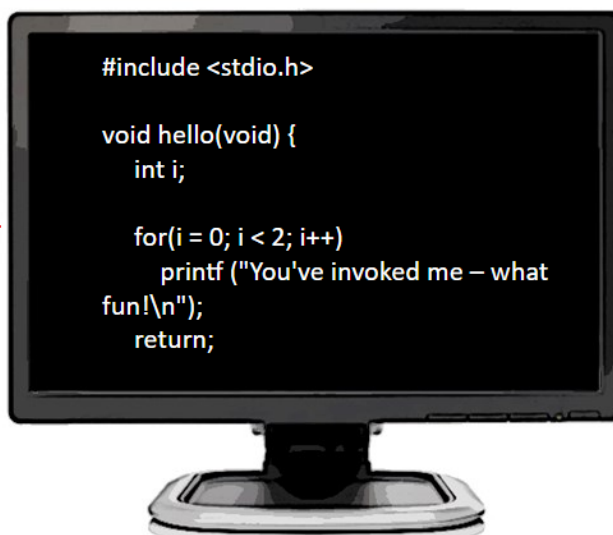 #include <stdio.h>
void hello(void) {
int i;
for(i = 0; i < 2; i++)
printf ("You've invoked me – what
fun!\n");
return;